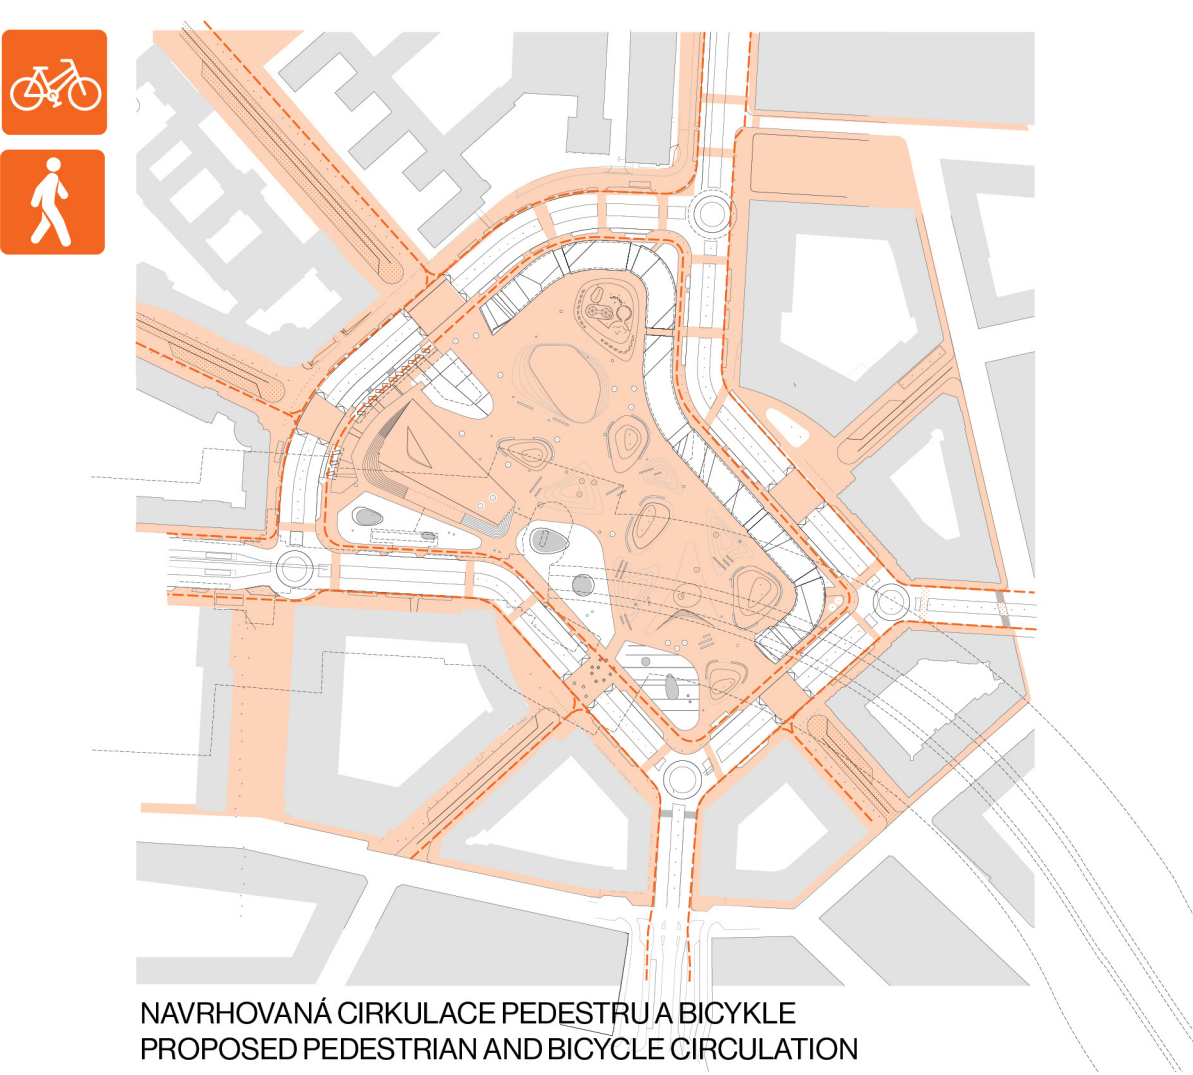 NAVRHOVANÁ CIRKULACE PEDESTRU A BICYKLE
PROPOSED PEDESTRIAN AND BICYCLE CIRCULATION